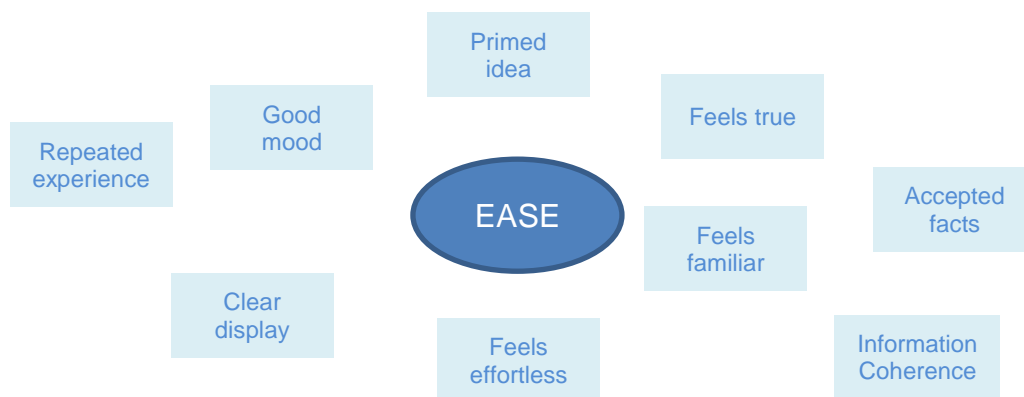 Primed
idea
Good
mood
Feels true
Repeated
experience
EASE
Accepted
facts
Feels
familiar
Clear
display
Feels
effortless
Information
Coherence